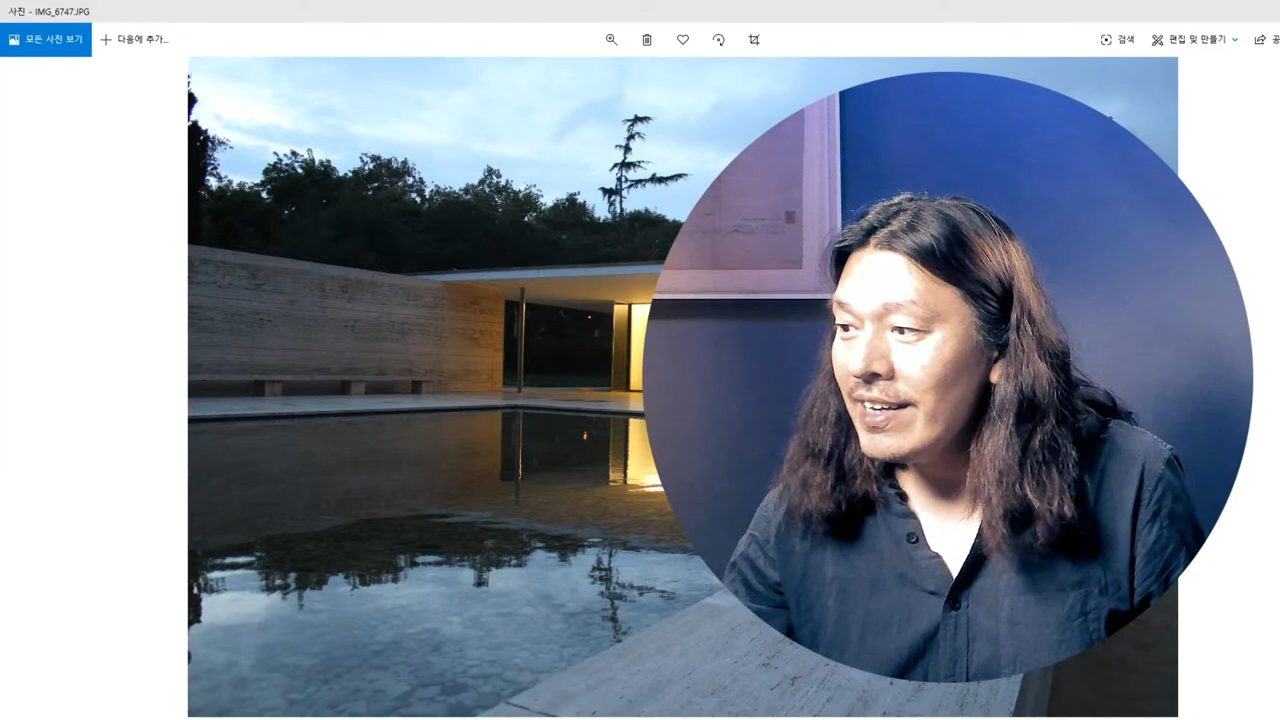 사진 - IMG_6747.JPG
모든 사진 보기
다음에 추가...
검색
편집 및 만들기
공